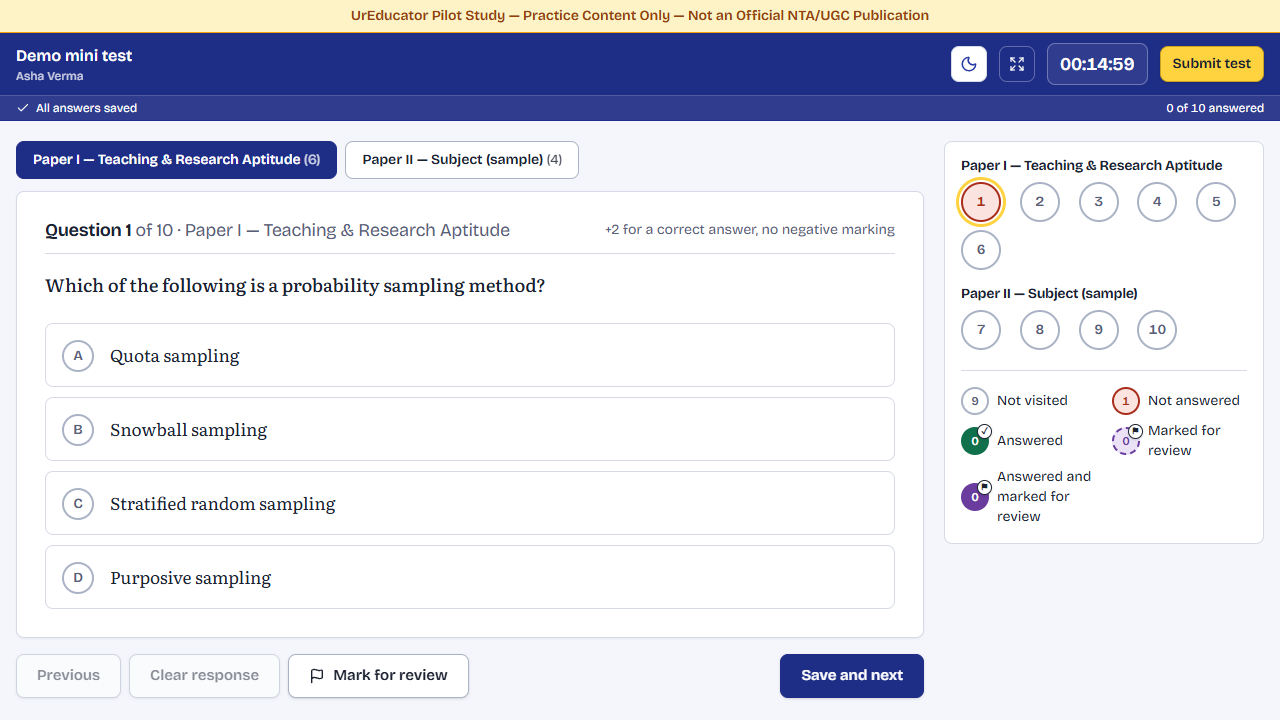 UrEducator Pilot Study — Practice Content Only — Not an Official NTA/UGC Publication
Demo mini test
Asha Verma
00:14:59
Submit test
All answers saved
0 of 10 answered
Paper I — Teaching & Research Aptitude (6)
Paper II — Subject (sample) (4)
Question 1 of 10 · Paper I — Teaching & Research Aptitude
+2 for a correct answer, no negative marking
Which of the following is a probability sampling method?
A Quota sampling
B Snowball sampling
C Stratified random sampling
D Purposive sampling
Previous
Clear response
Mark for review
Save and next
Paper I — Teaching & Research Aptitude
1 2 3 4 5
6
Paper II — Subject (sample)
7 8 9 10
9 Not visited
1 Not answered
0 Answered
0 Marked for
review
0 Answered and
marked for
review